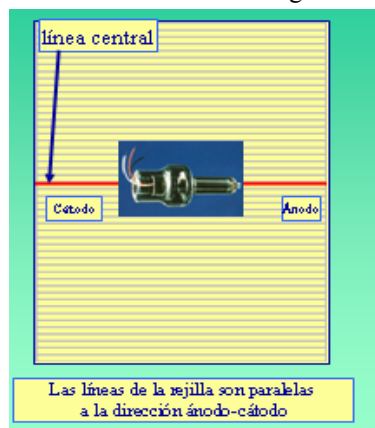 línea central
Cátodo
Ánodo
Las líneas de la rejilla son paralelas
a la dirección ánodo-cátodo